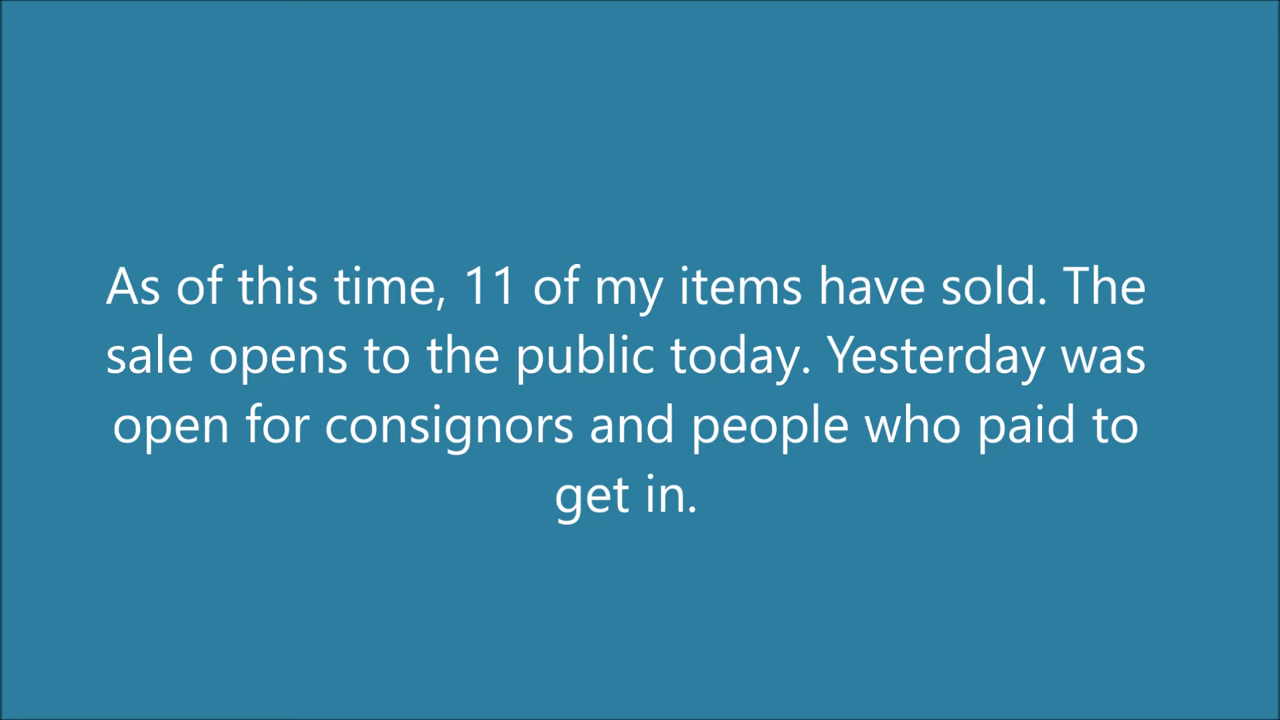 As of this time, 11 of my items have sold. The
sale opens to the public today. Yesterday was
open for consignors and people who paid to
get in.